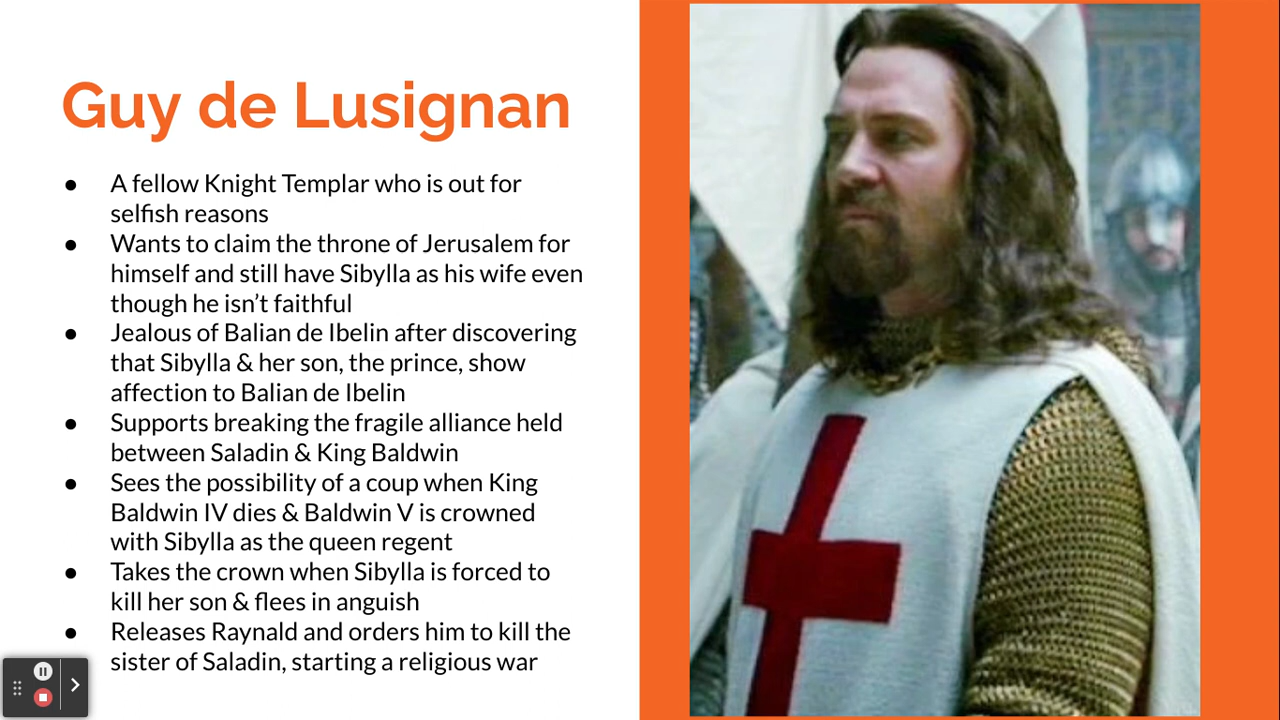 Guy de Lusignan
● A fellow Knight Templar who is out for
selfish reasons
● Wants to claim the throne of Jerusalem for
himself and still have Sibylla as his wife even
though he isn’t faithful
● Jealous of Balian de Ibelin after discovering
that Sibylla & her son, the prince, show
affection to Balian de Ibelin
● Supports breaking the fragile alliance held
between Saladin & King Baldwin
● Sees the possibility of a coup when King
Baldwin IV dies & Baldwin V is crowned
with Sibylla as the queen regent
● Takes the crown when Sibylla is forced to
kill her son & flees in anguish
● Releases Raynald and orders him to kill the
sister of Saladin, starting a religious war